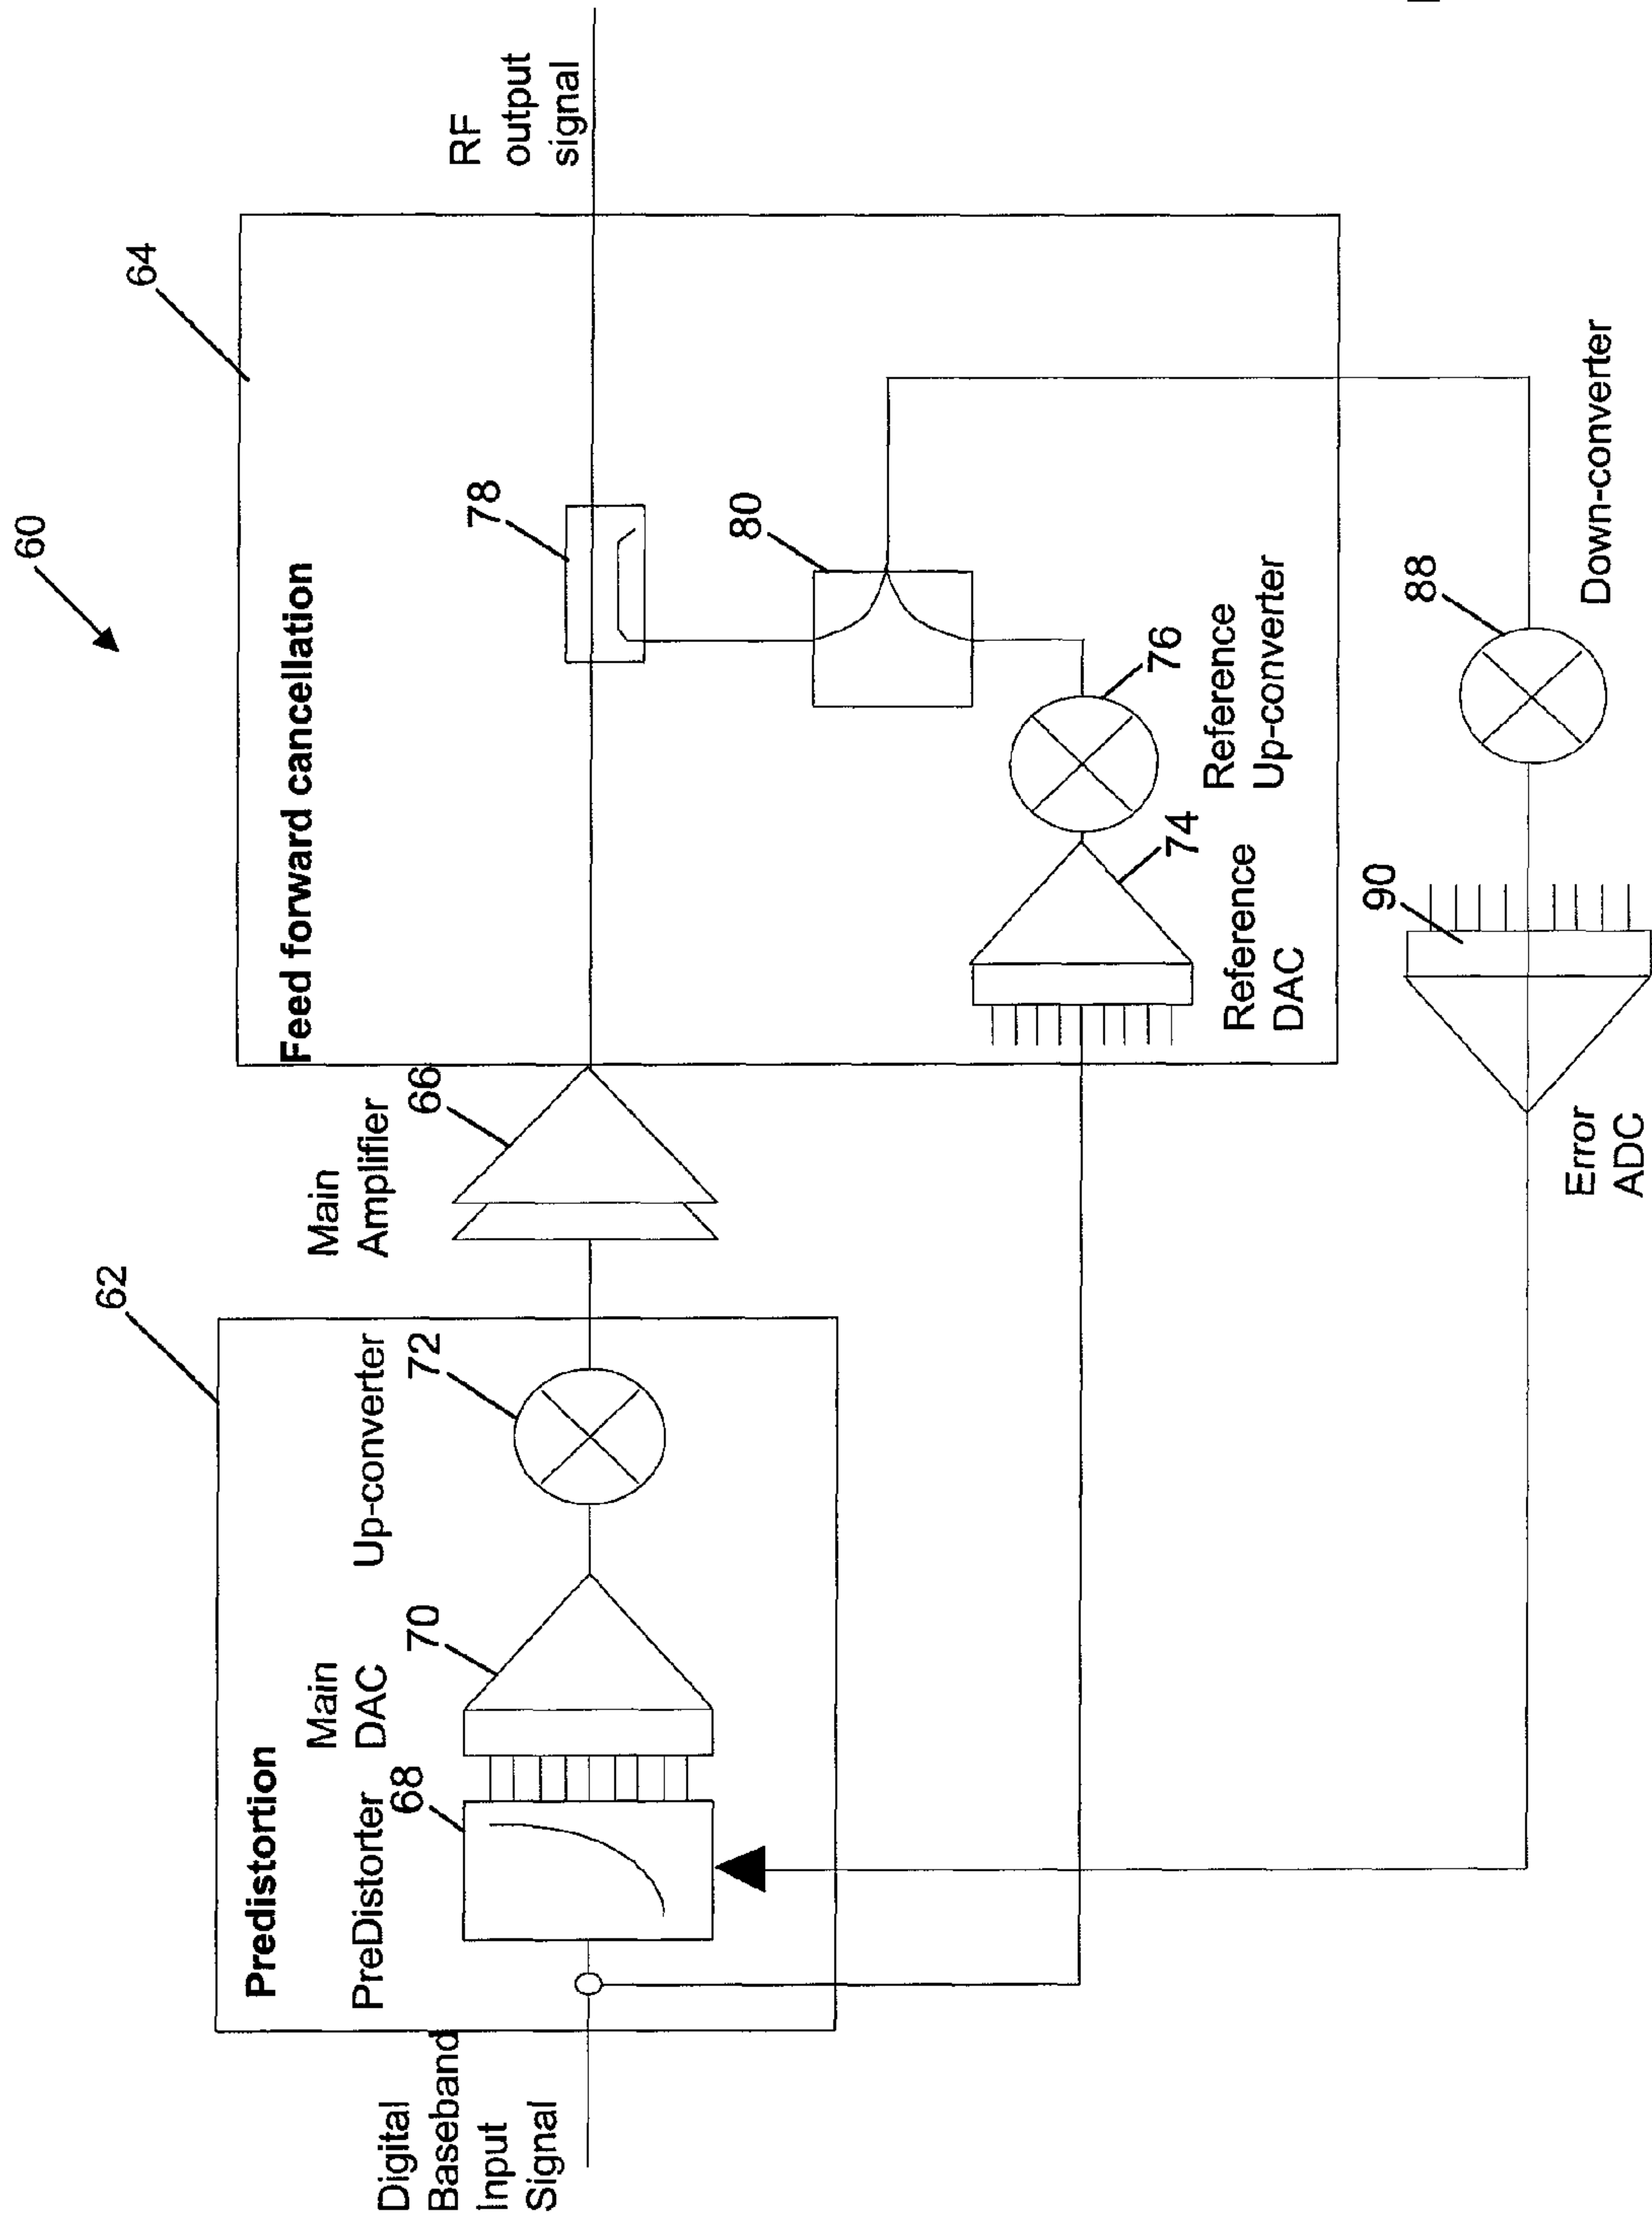 60
62
Predistortion
PreDistorter
68
Main
DAC
70
Up-converter
72
Digital
Baseband
Input
Signal
Main
Amplifier
66
64
Feed forward cancellation
78
80
RF
output
signal
Reference
DAC
74
Reference
Up-converter
76
Error
ADC
90
88
Down-converter